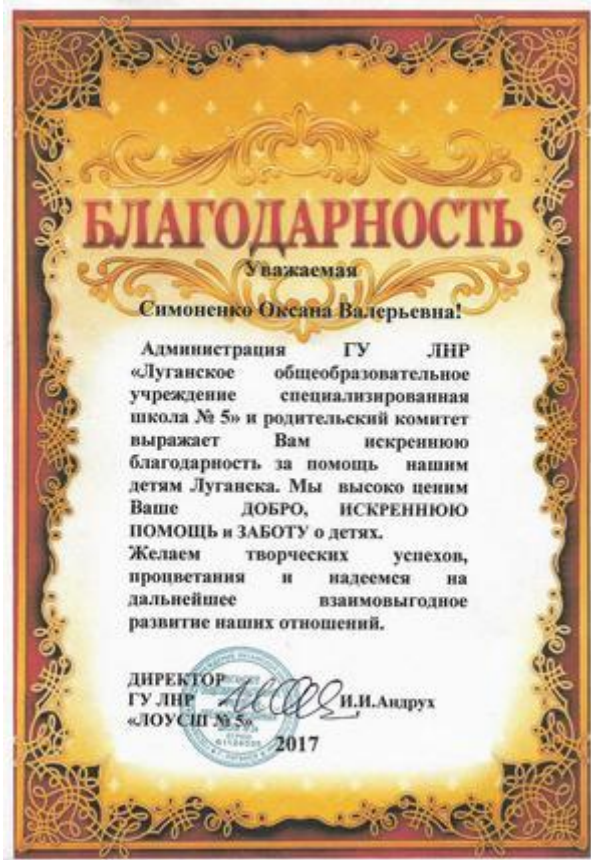 БЛАГОДАРНОСТЬ
Уважаемая
Симоненко Оксана Валерьевна!
Администрация ГУ ЛНР
«Луганское общеобразовательное
учреждение специализированная
школа № 5» и родительский комитет
выражает Вам искреннюю
благодарность за помощь нашим
детям Луганска. Мы высоко ценим
Ваше ДОБРО, ИСКРЕННЮЮ
ПОМОЩЬ и ЗАБОТУ о детях.
Желаем творческих успехов,
процветания и надеемся на
дальнейшее взаимовыгодное
развитие наших отношений.
ДИРЕКТОР
ГУ ЛНР И.И.Андрух
«ЛОУСШ № 5»
2017